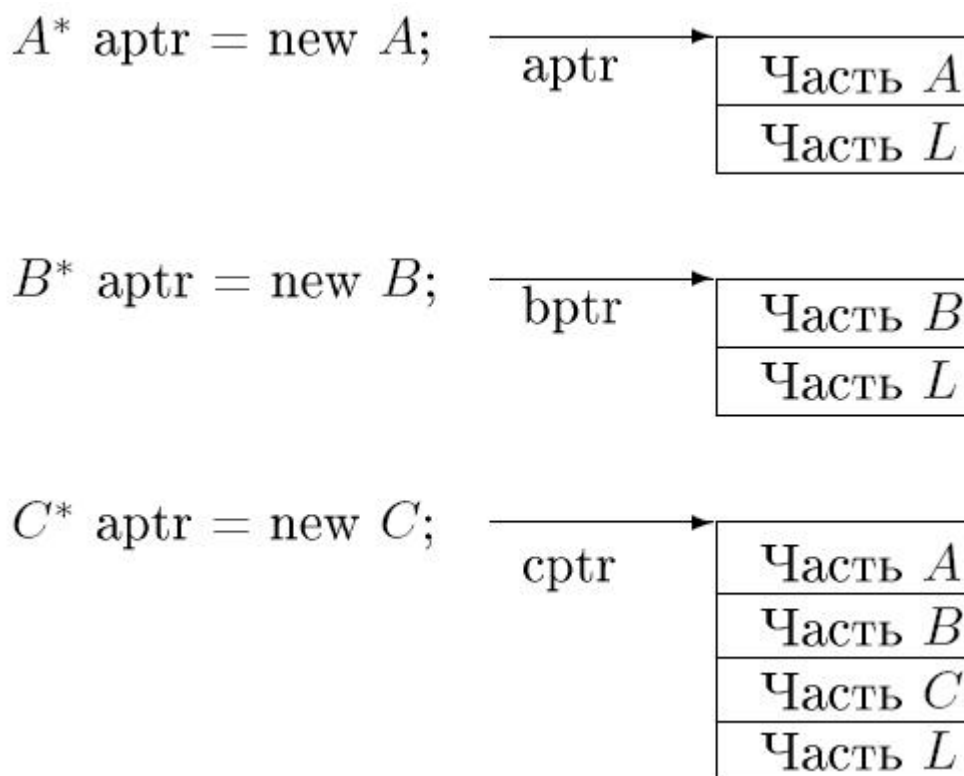 A* aptr = new A;
aptr
Часть A
Часть L
B* aptr = new B;
bptr
Часть B
Часть L
C* aptr = new C;
cptr
Часть A
Часть B
Часть C
Часть L